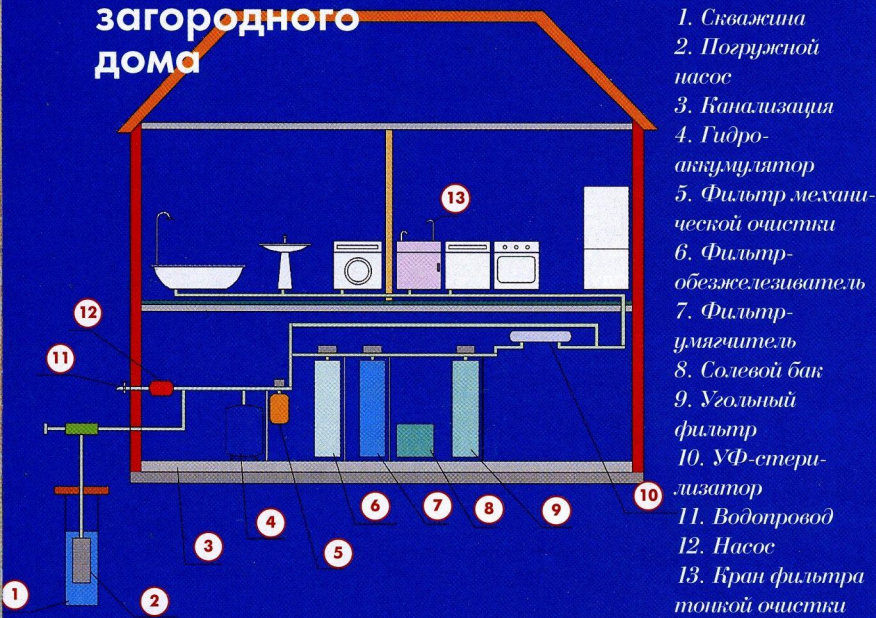 загородного
дома
1. Скважина
2. Погружной
насос
3. Канализация
4. Гидро-
аккумулятор
5. Фильтр механи-
ческой очистки
6. Фильтр-
обезжелезиватель
7. Фильтр-
умягчитель
8. Солевой бак
9. Угольный
фильтр
10. УФ-стери-
лизатор
11. Водопровод
12. Насос
13. Кран фильтра
тонкой очистки
13
12
11
10
6
7
8
9
4
5
3
1
2